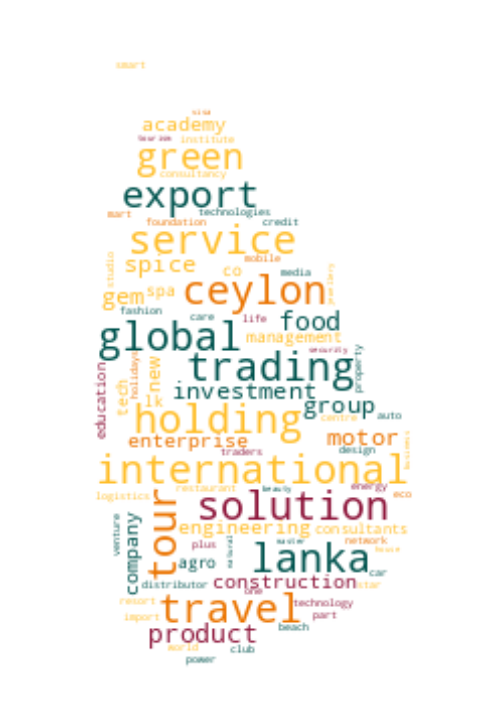 smart
visa
academy
tourism institute
green
consultancy
export
mart technologies
foundation credit
service
studio spice co mobile
media
gem spa ceylon
fashion care life food
global management
security
trading property
education tech holidays new lk investment
group
holding centre auto
enterprise motor
traders design business
international
energy
logistics restaurant beauty eco
solution
tour
venture company engineering consultants
plus natural master network
house
agro lanka
car
distributor construction star
one
resort travel technology
import part
product beach
world club
power